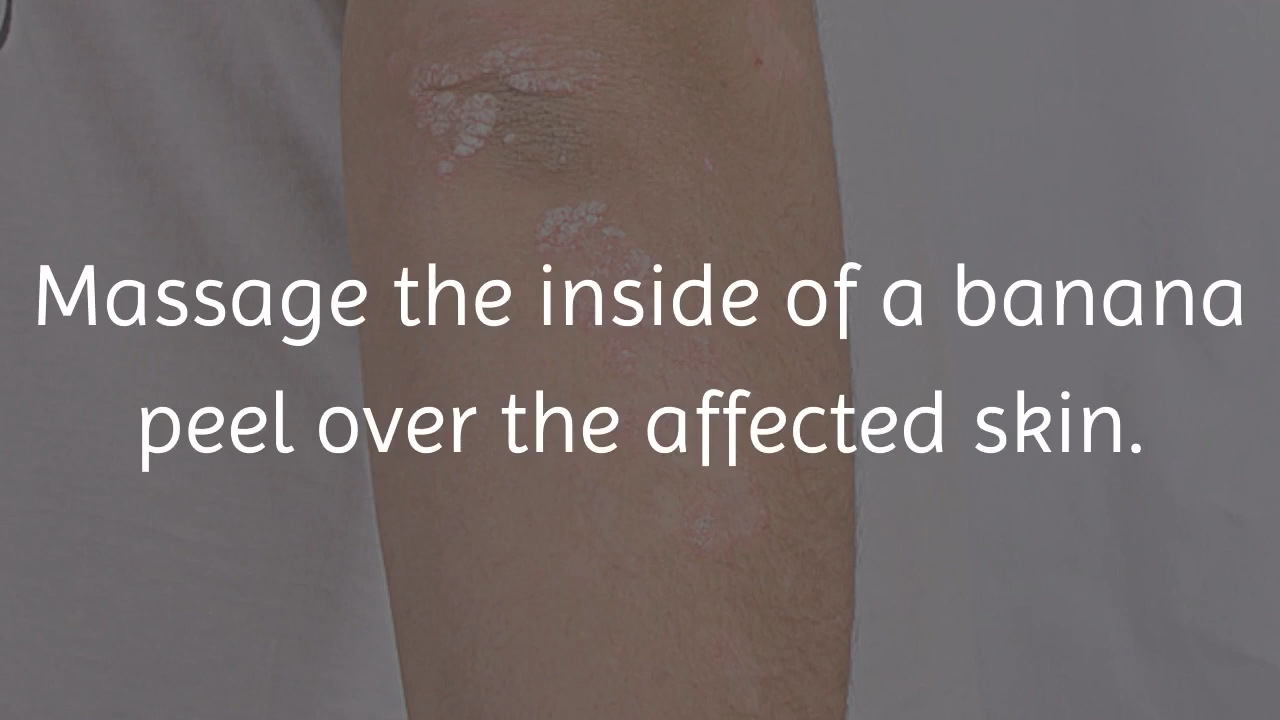 Massage the inside of a banana
peel over the affected skin.